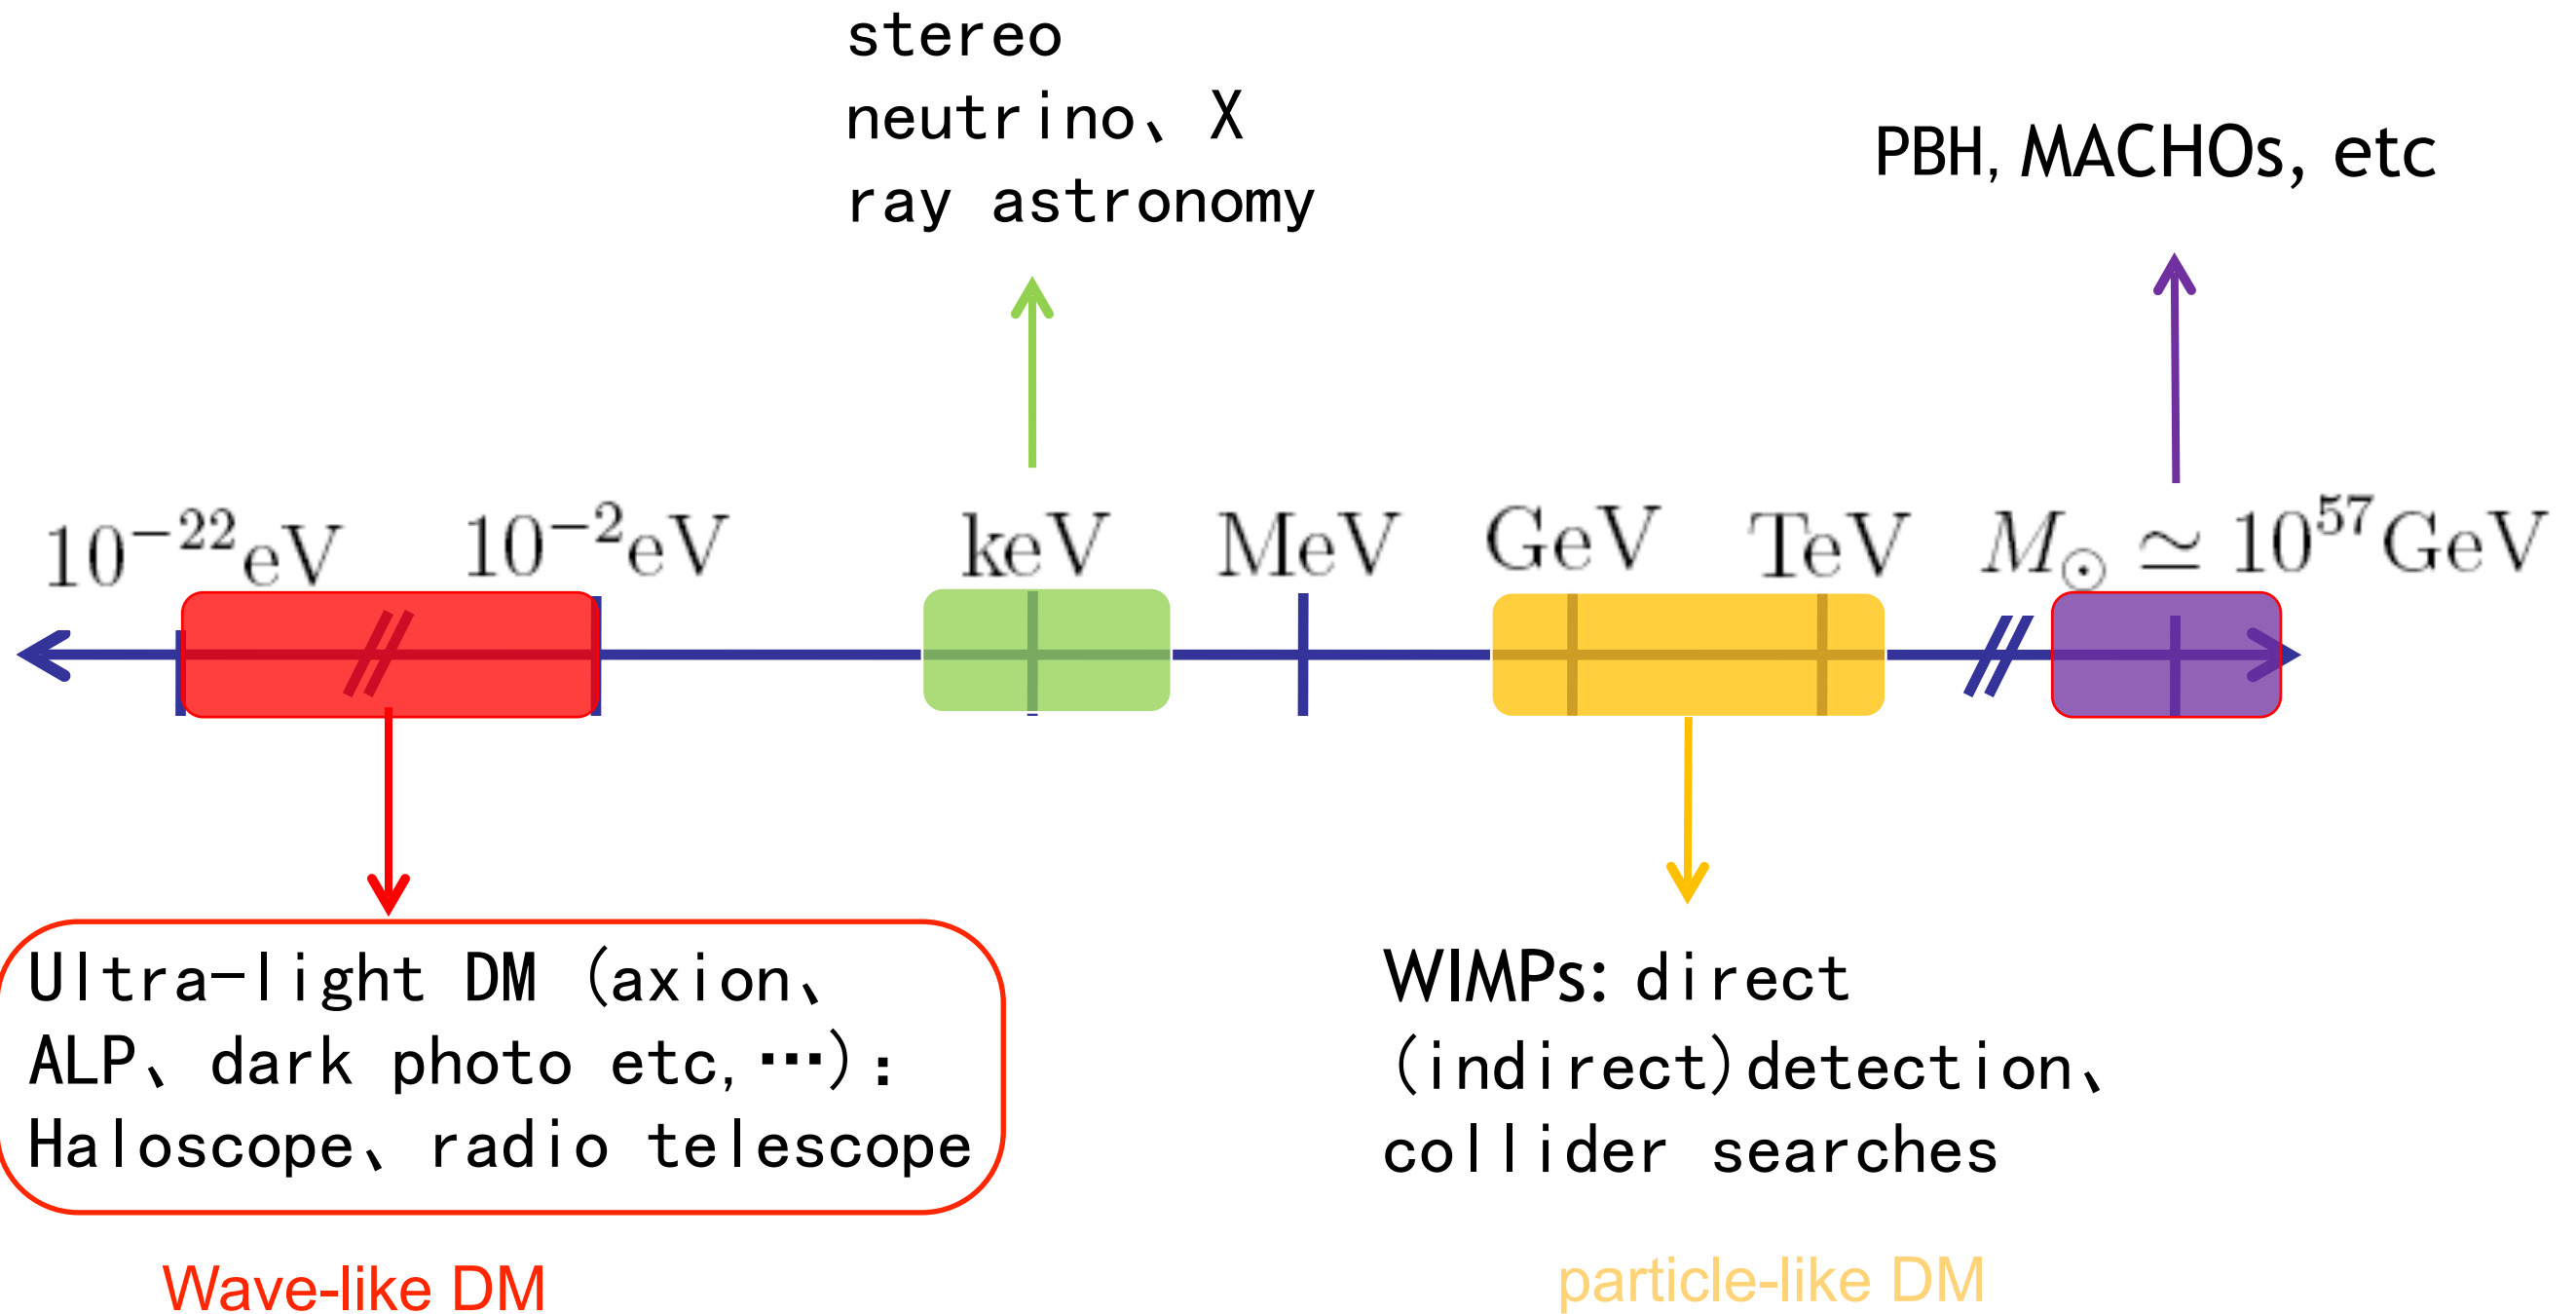 stereo
neutrino、X
ray astronomy
PBH, MACHOs, etc
10⁻²²eV
10⁻²eV
keV
MeV
GeV
TeV
M⊙ ≃ 10⁵⁷GeV
Ultra-light DM (axion、
ALP、dark photo etc,…):
Haloscope、radio telescope
WIMPs: direct
(indirect)detection、
collider searches
Wave-like DM
particle-like DM